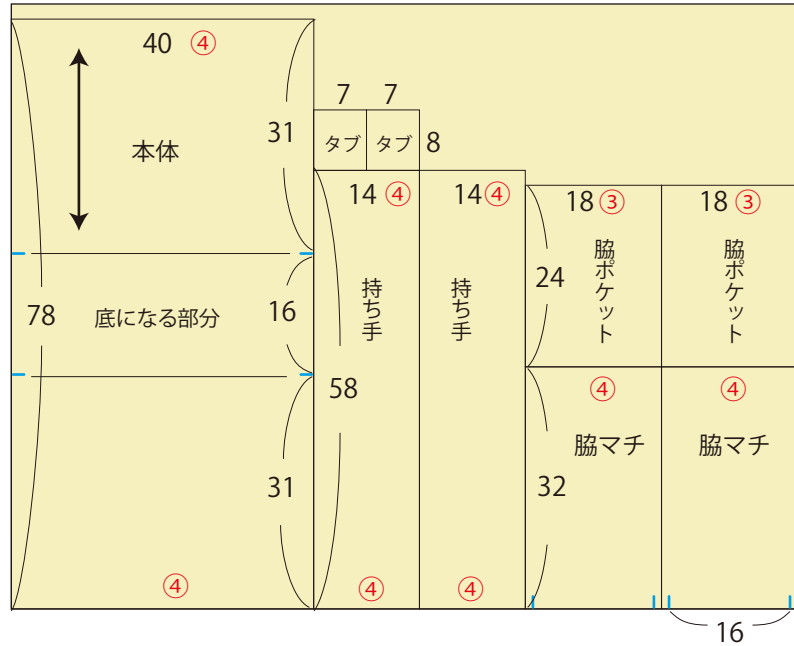 40 ④
本体
31
78
底になる部分
16
31
④
7 7
タブ タブ 8
14 ④
持ち手
58
④
14 ④
持ち手
④
18 ③
脇ポケット
24
18 ③
脇ポケット
④
脇マチ
32
④
脇マチ
16